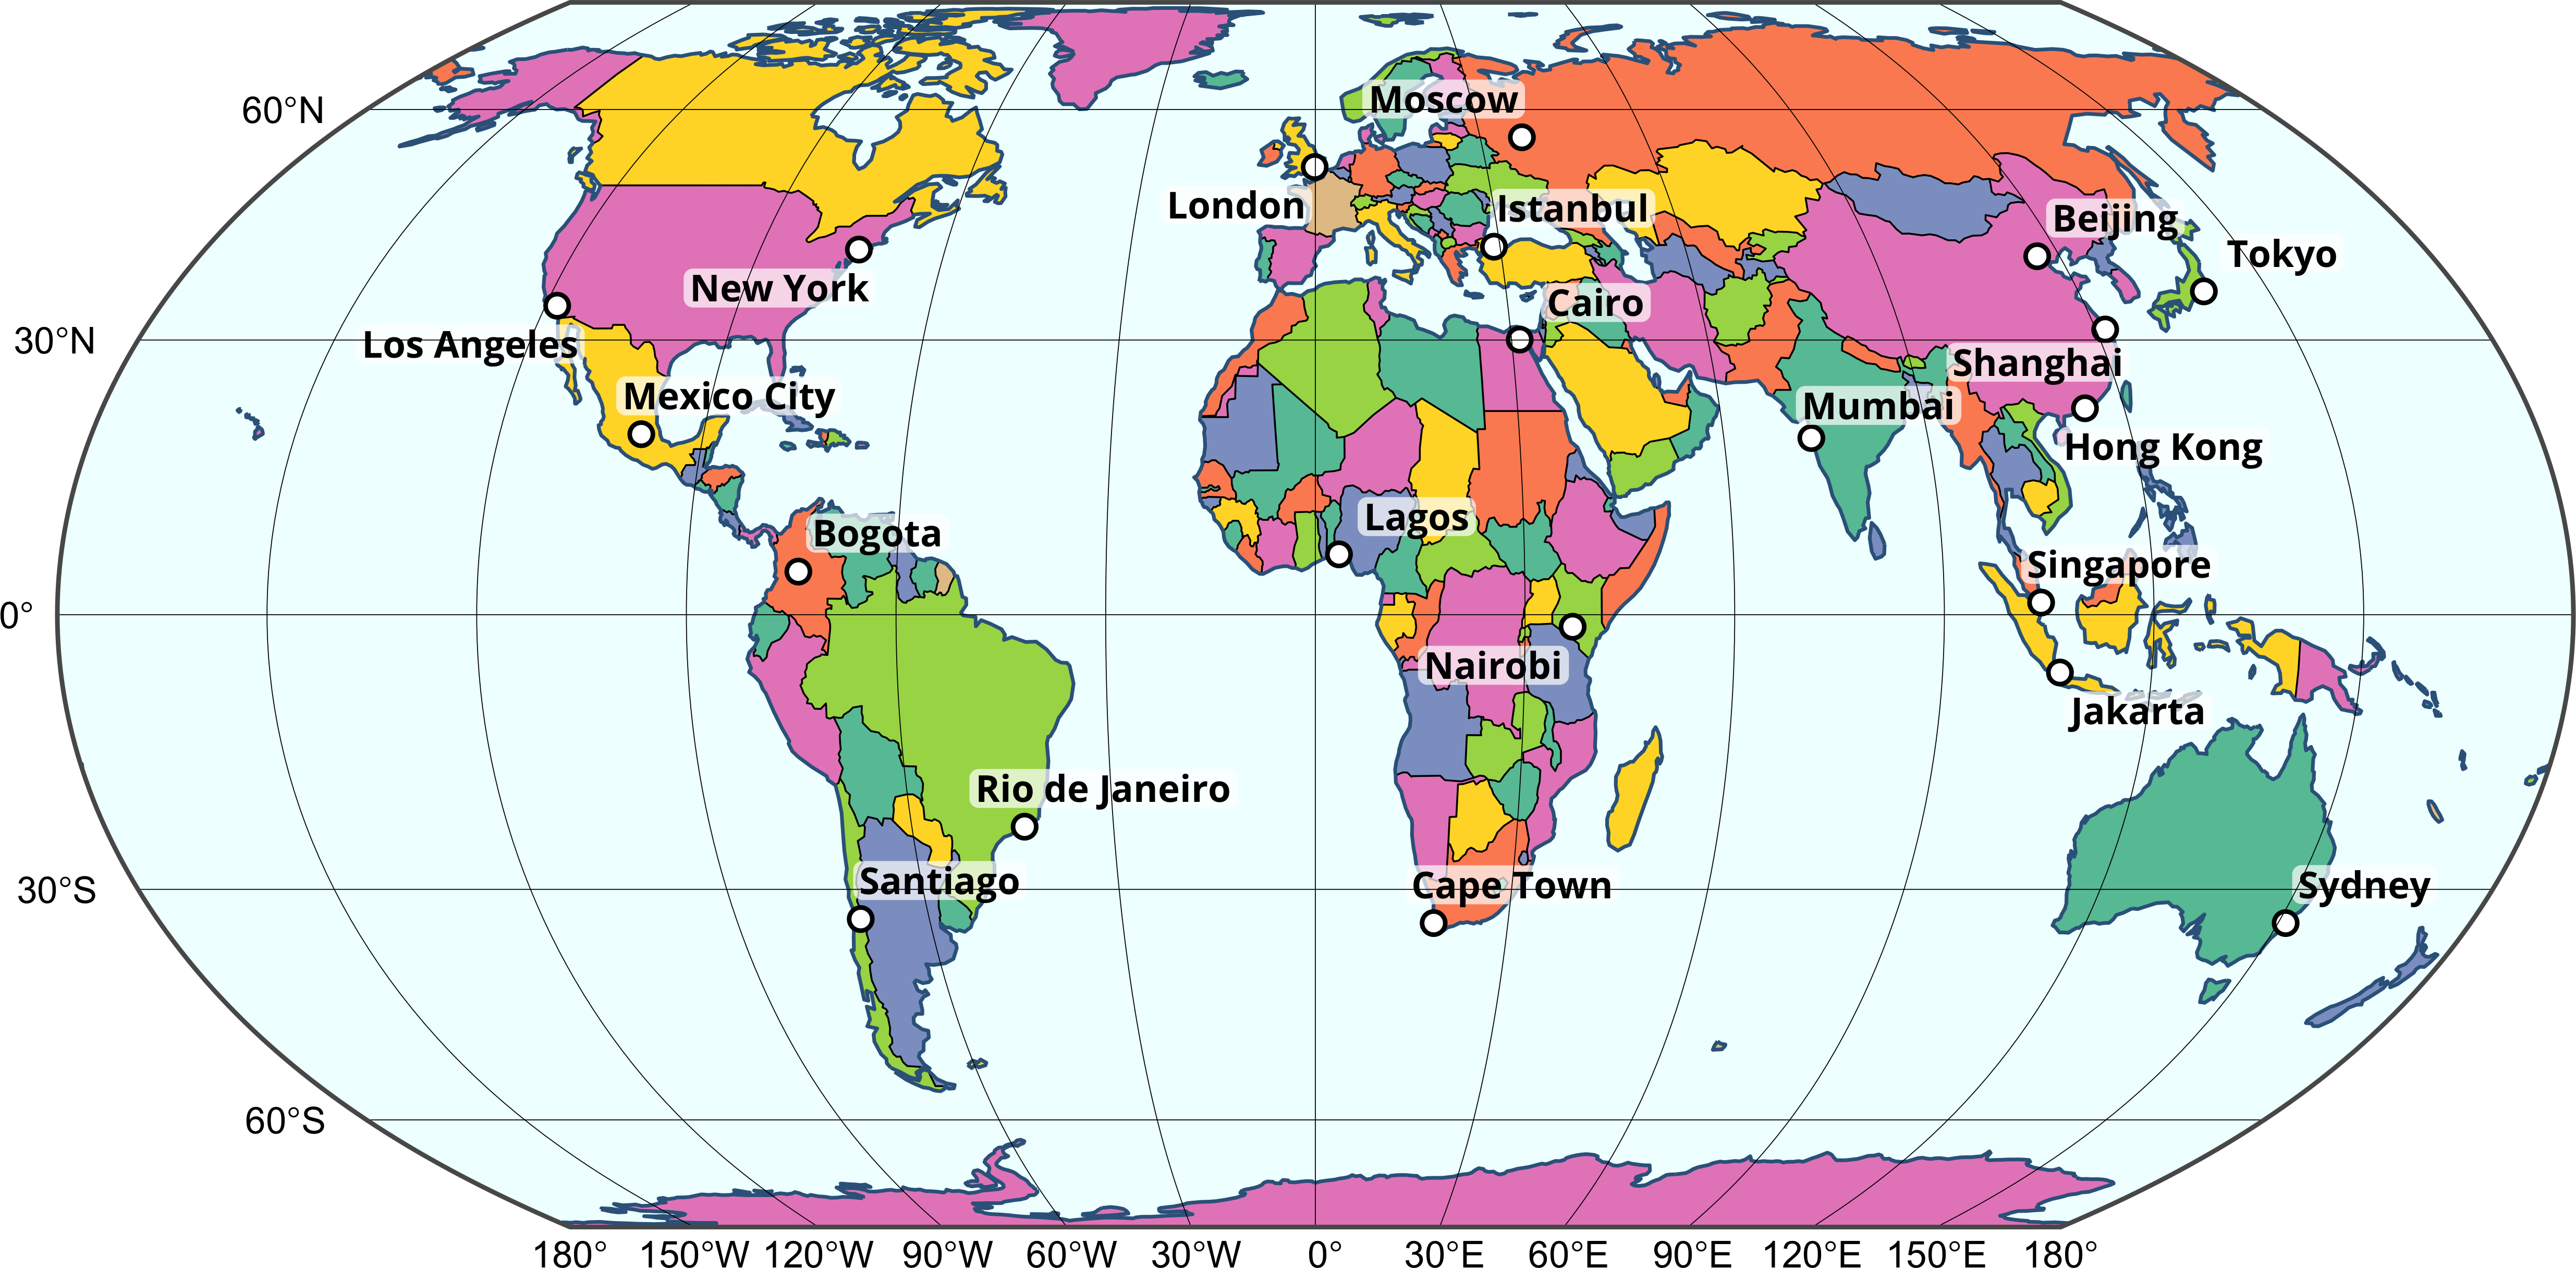 Moscow
60°N
London
Istanbul
Beijing
Tokyo
New York
Cairo
Los Angeles
30°N
Shanghai
Mexico City
Mumbai
Hong Kong
Lagos
Bogota
Singapore
0°
Nairobi
Jakarta
Rio de Janeiro
Santiago
Cape Town
Sydney
30°S
60°S
180° 150°W 120°W 90°W 60°W 30°W 0° 30°E 60°E 90°E 120°E 150°E 180°